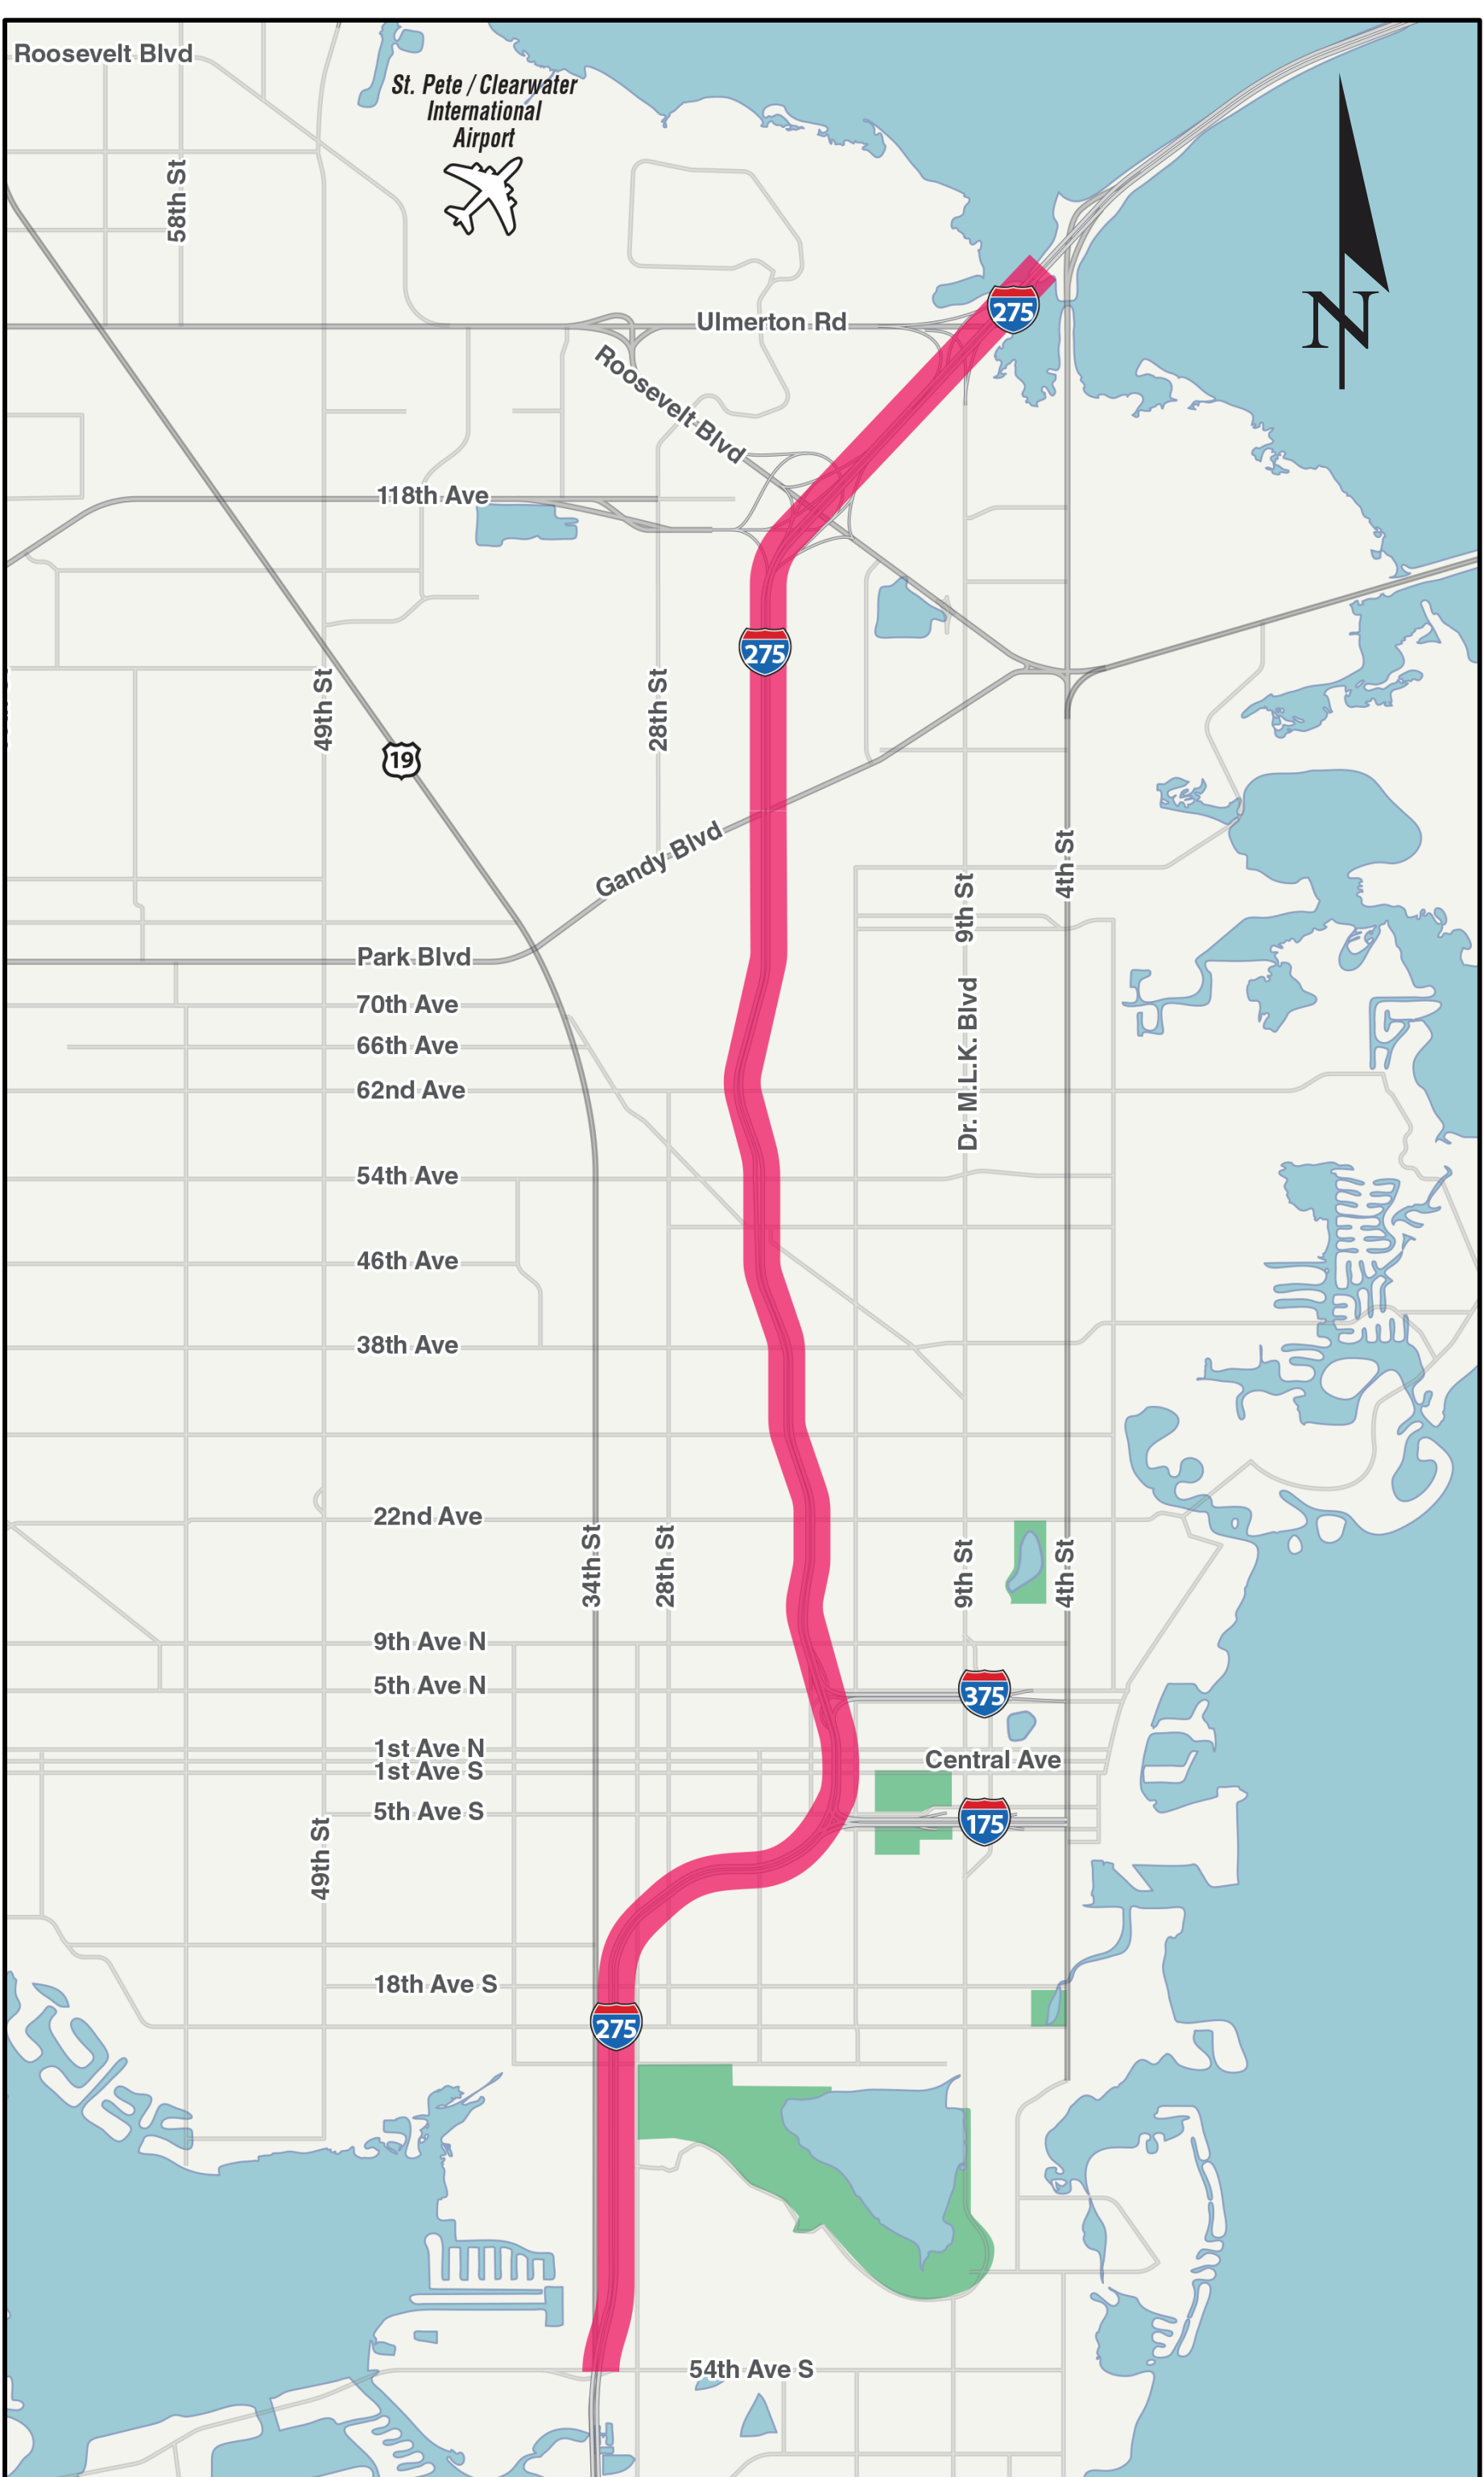 Roosevelt Blvd
St. Pete / Clearwater
International
Airport
58th St
275
Ulmerton Rd
N
Roosevelt Blvd
118th Ave
275
49th St
28th St
19
Gandy Blvd
4th St
9th St
Park Blvd
70th Ave
Dr. M.L.K. Blvd
66th Ave
62nd Ave
54th Ave
46th Ave
38th Ave
22nd Ave
34th St
28th St
9th St
4th St
9th Ave N
5th Ave N
375
1st Ave N
Central Ave
1st Ave S
5th Ave S
175
49th St
18th Ave S
275
54th Ave S